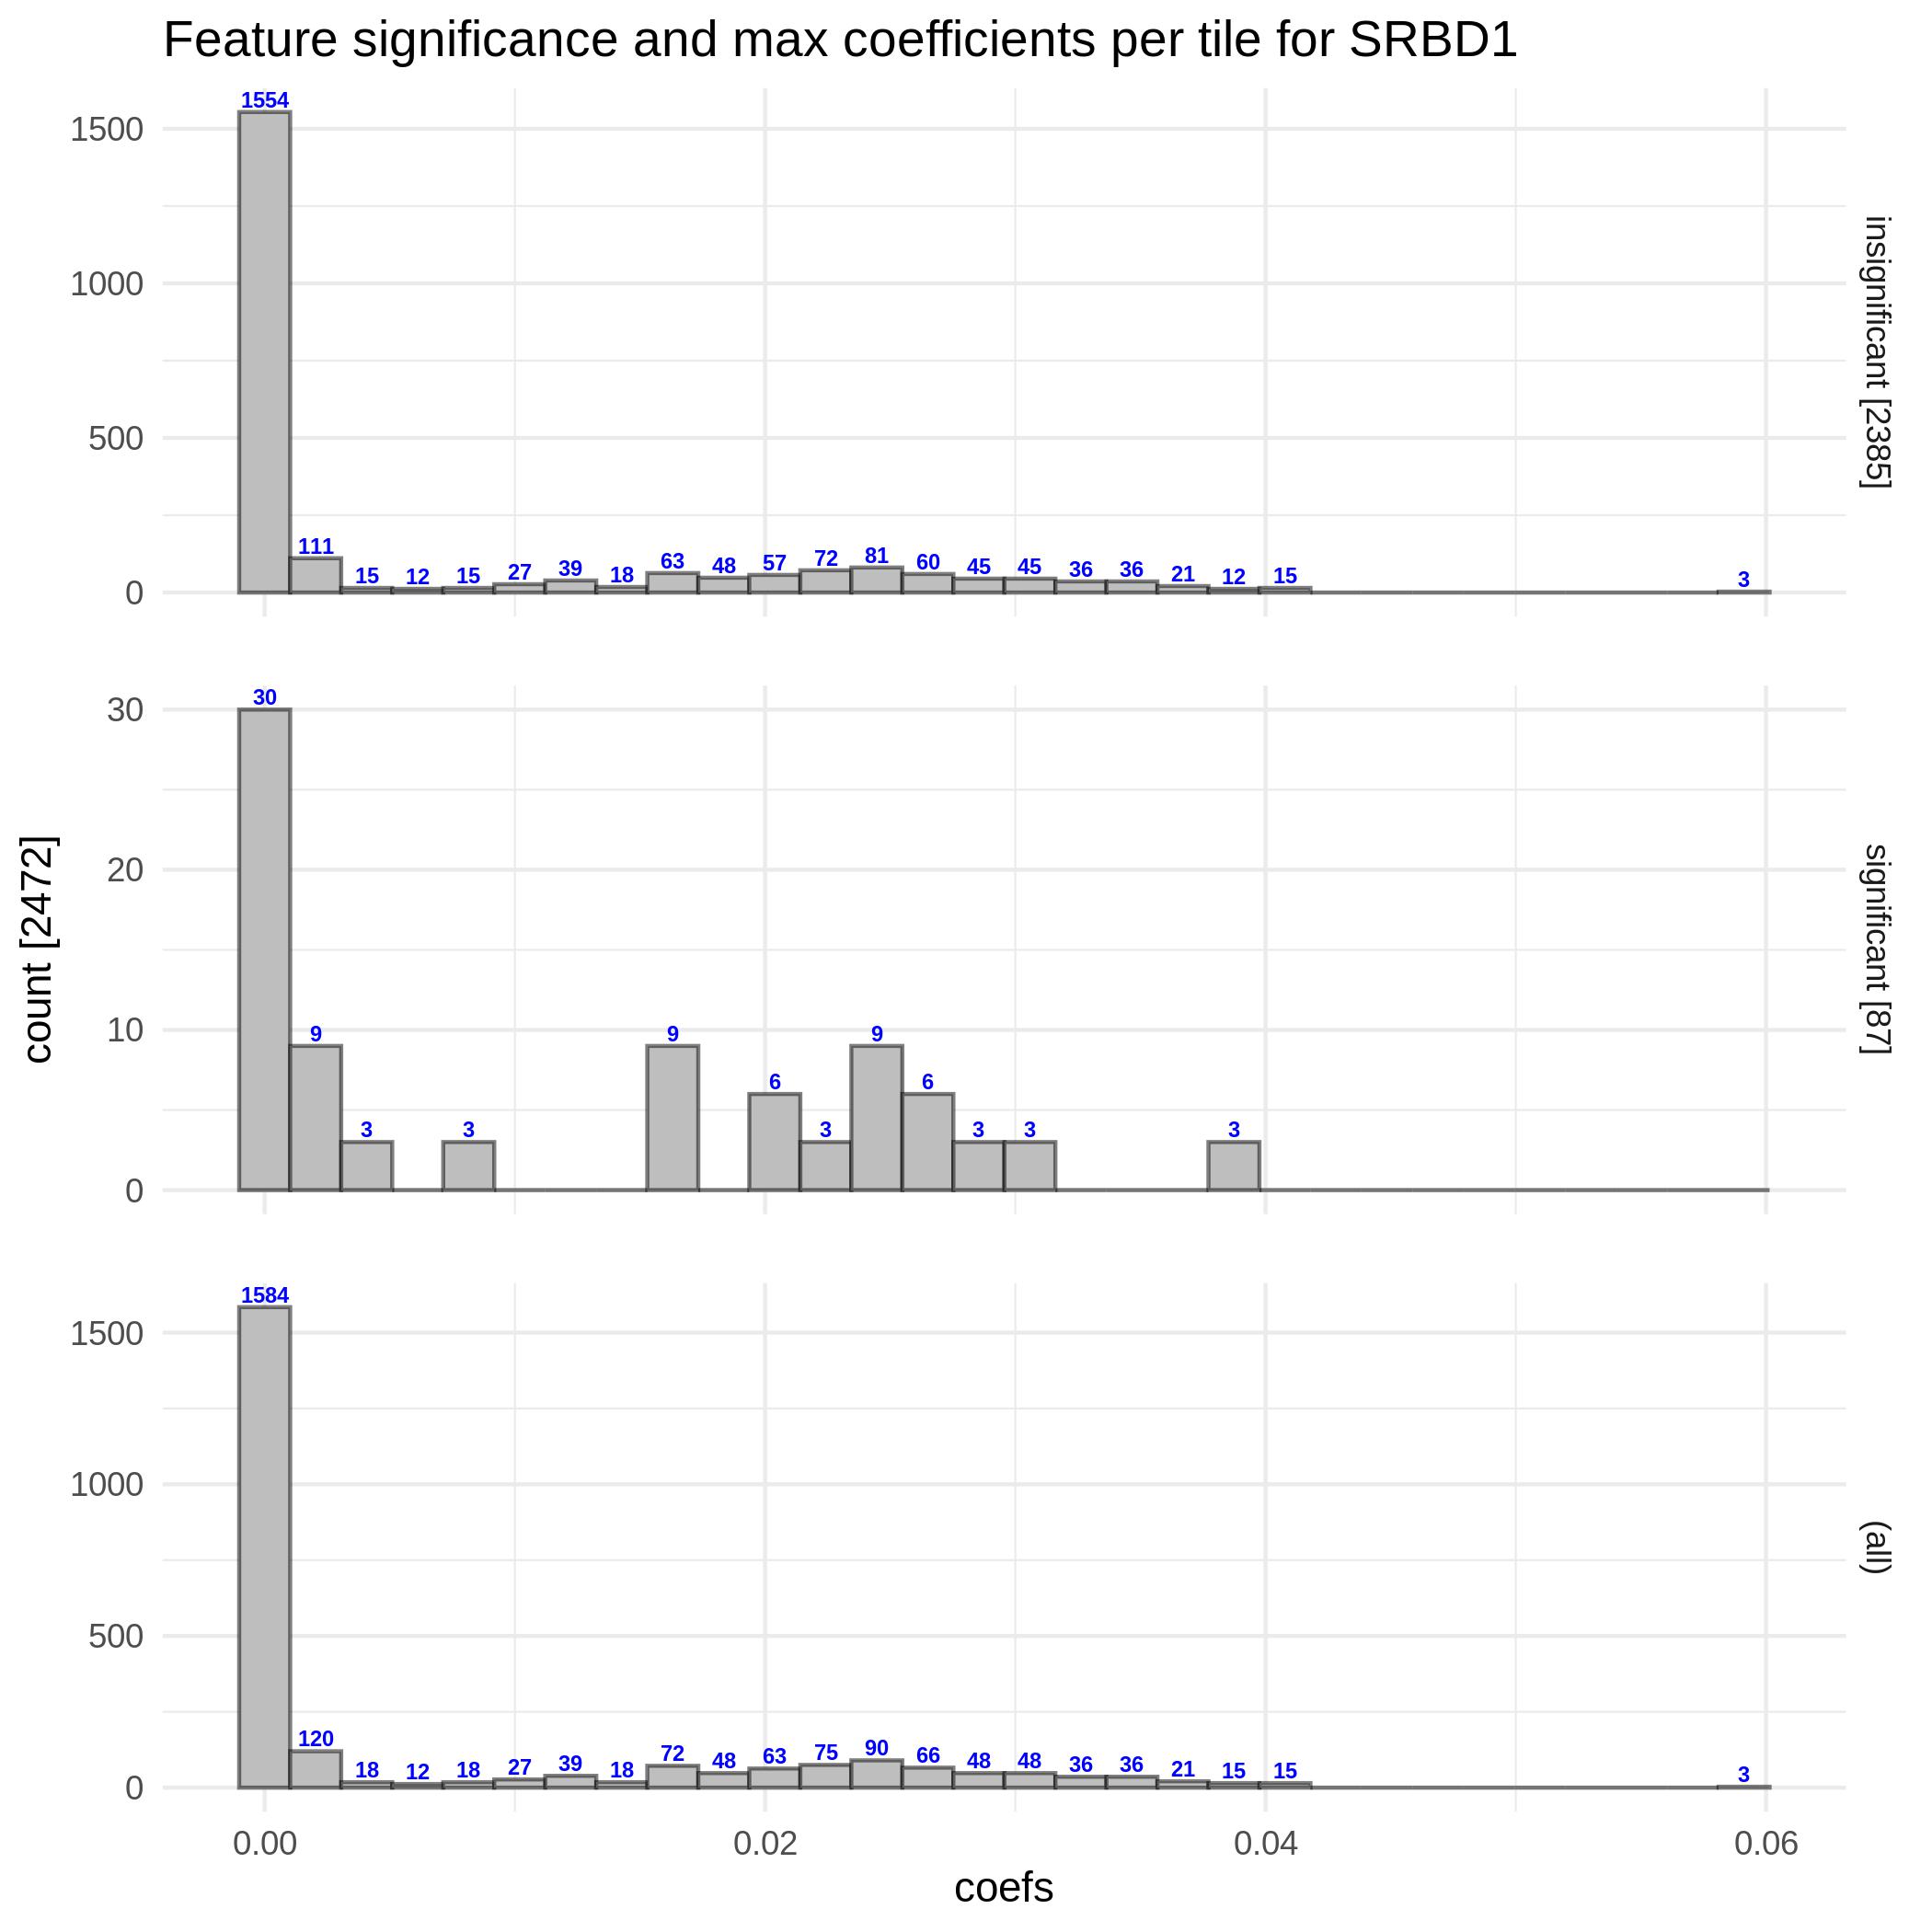 Feature significance and max coefficients per tile for SRBD1
1554
1500
1000
500
111 15 12 15 27 39 18 63 48 57 72 81 60 45 45 36 36 21 12 15 3
0
insignificant [2385]
30
30
20
10
9 3 3 9 6 3 9 6 3 3 3
0
significant [87]
count [2472]
1584
1500
1000
500
120 18 12 18 27 39 18 72 48 63 75 90 66 48 48 36 36 21 15 15 3
0
(all)
0.00 0.02 0.04 0.06
coefs